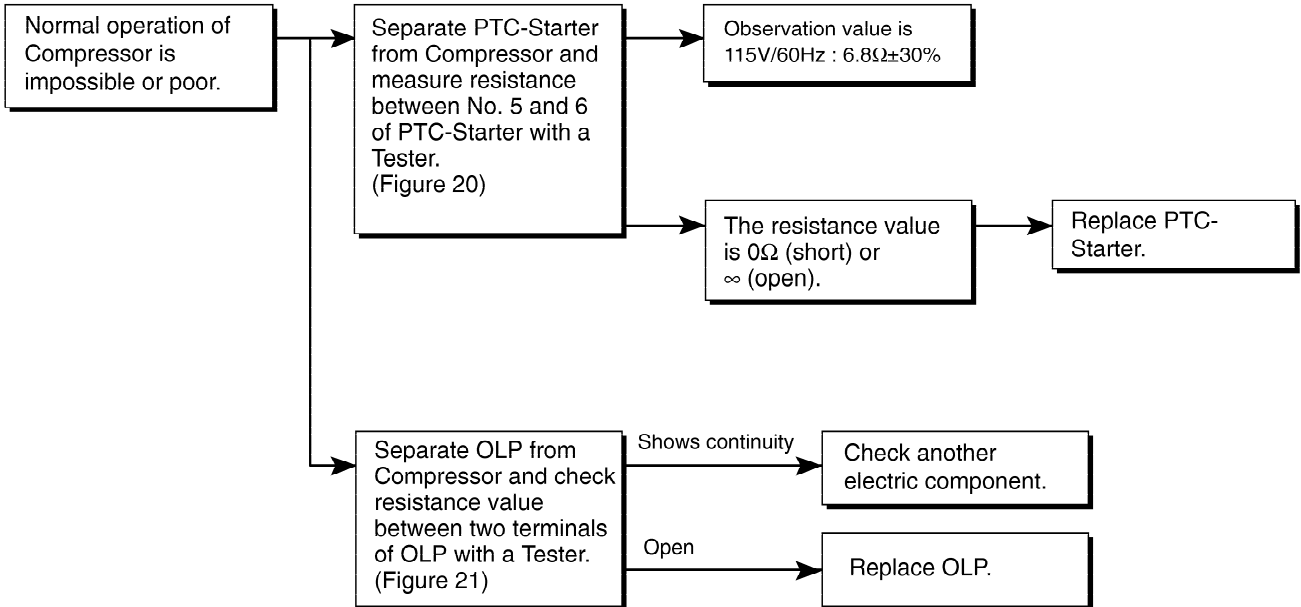 Normal operation of
Compressor is
impossible or poor.
Separate PTC-Starter
from Compressor and
measure resistance
between No. 5 and 6
of PTC-Starter with a
Tester.
(Figure 20)
Observation value is
115V/60Hz : 6.8Ω±30%
The resistance value
is 0Ω (short) or
∞ (open).
Replace PTC-
Starter.
Separate OLP from
Compressor and check
resistance value
between two terminals
of OLP with a Tester.
(Figure 21)
Shows continuity
Check another
electric component.
Open
Replace OLP.